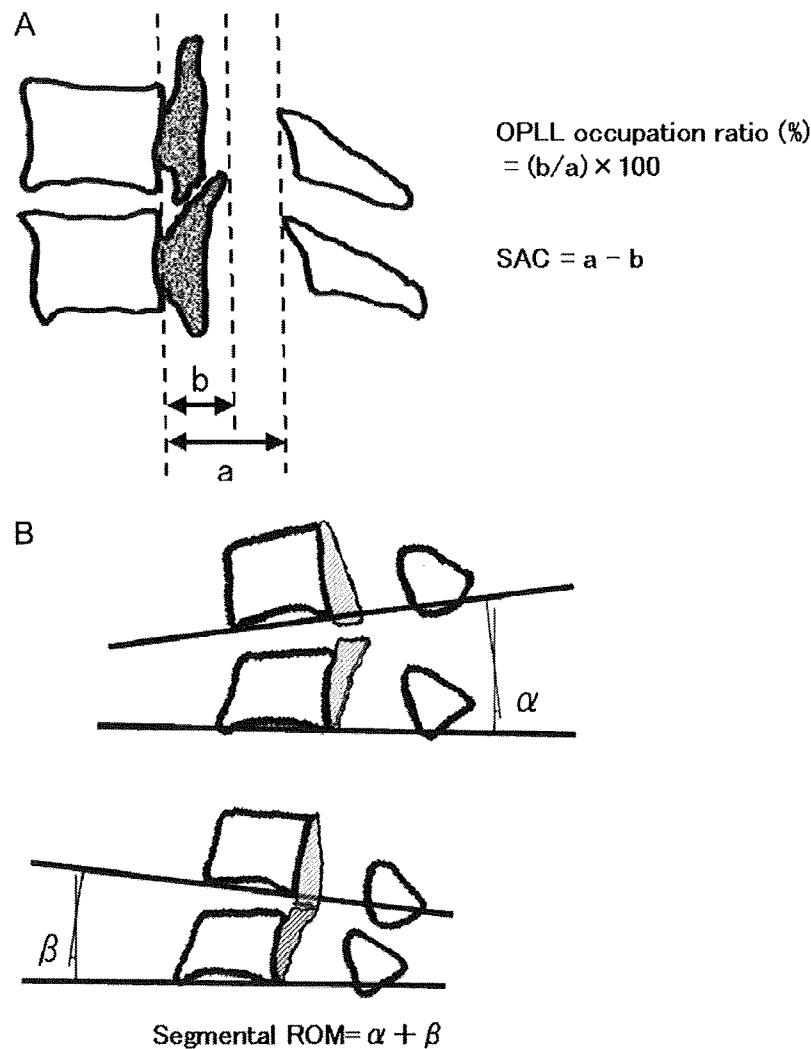 A
OPLL occupation ratio (%)
= (b/a) × 100
SAC = a - b
b
a
B
α
β
Segmental ROM= α + β